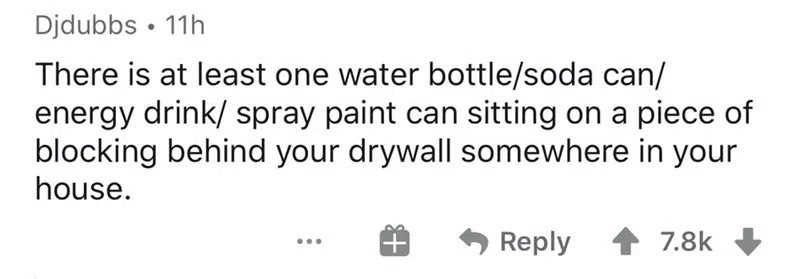 Djdubbs • 11h
There is at least one water bottle/soda can/
energy drink/ spray paint can sitting on a piece of
blocking behind your drywall somewhere in your
house.
... Reply 7.8k